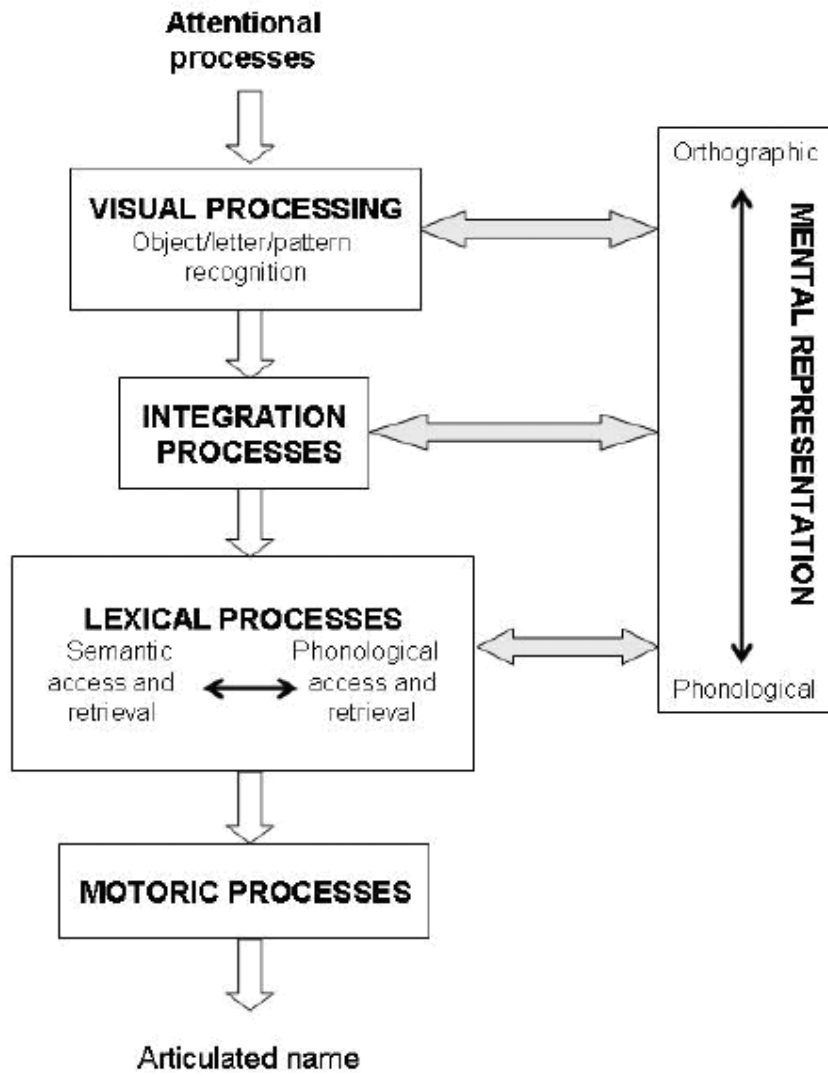 Attentional
processes
VISUAL PROCESSING
Object/letter/pattern
recognition
INTEGRATION
PROCESSES
LEXICAL PROCESSES
Semantic
access and
retrieval
Phonological
access and
retrieval
MOTORIC PROCESSES
Articulated name
Orthographic
MENTAL REPRESENTATION
Phonological